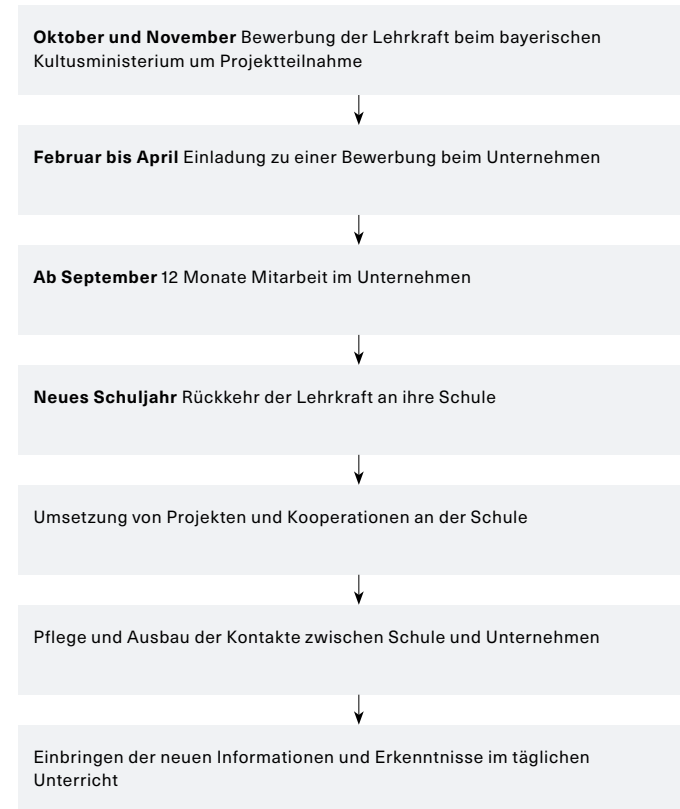 Oktober und November Bewerbung der Lehrkraft beim bayerischen
Kultusministerium um Projektteilnahme
Februar bis April Einladung zu einer Bewerbung beim Unternehmen
Ab September 12 Monate Mitarbeit im Unternehmen
Neues Schuljahr Rückkehr der Lehrkraft an ihre Schule
Umsetzung von Projekten und Kooperationen an der Schule
Pflege und Ausbau der Kontakte zwischen Schule und Unternehmen
Einbringen der neuen Informationen und Erkenntnisse im täglichen
Unterricht